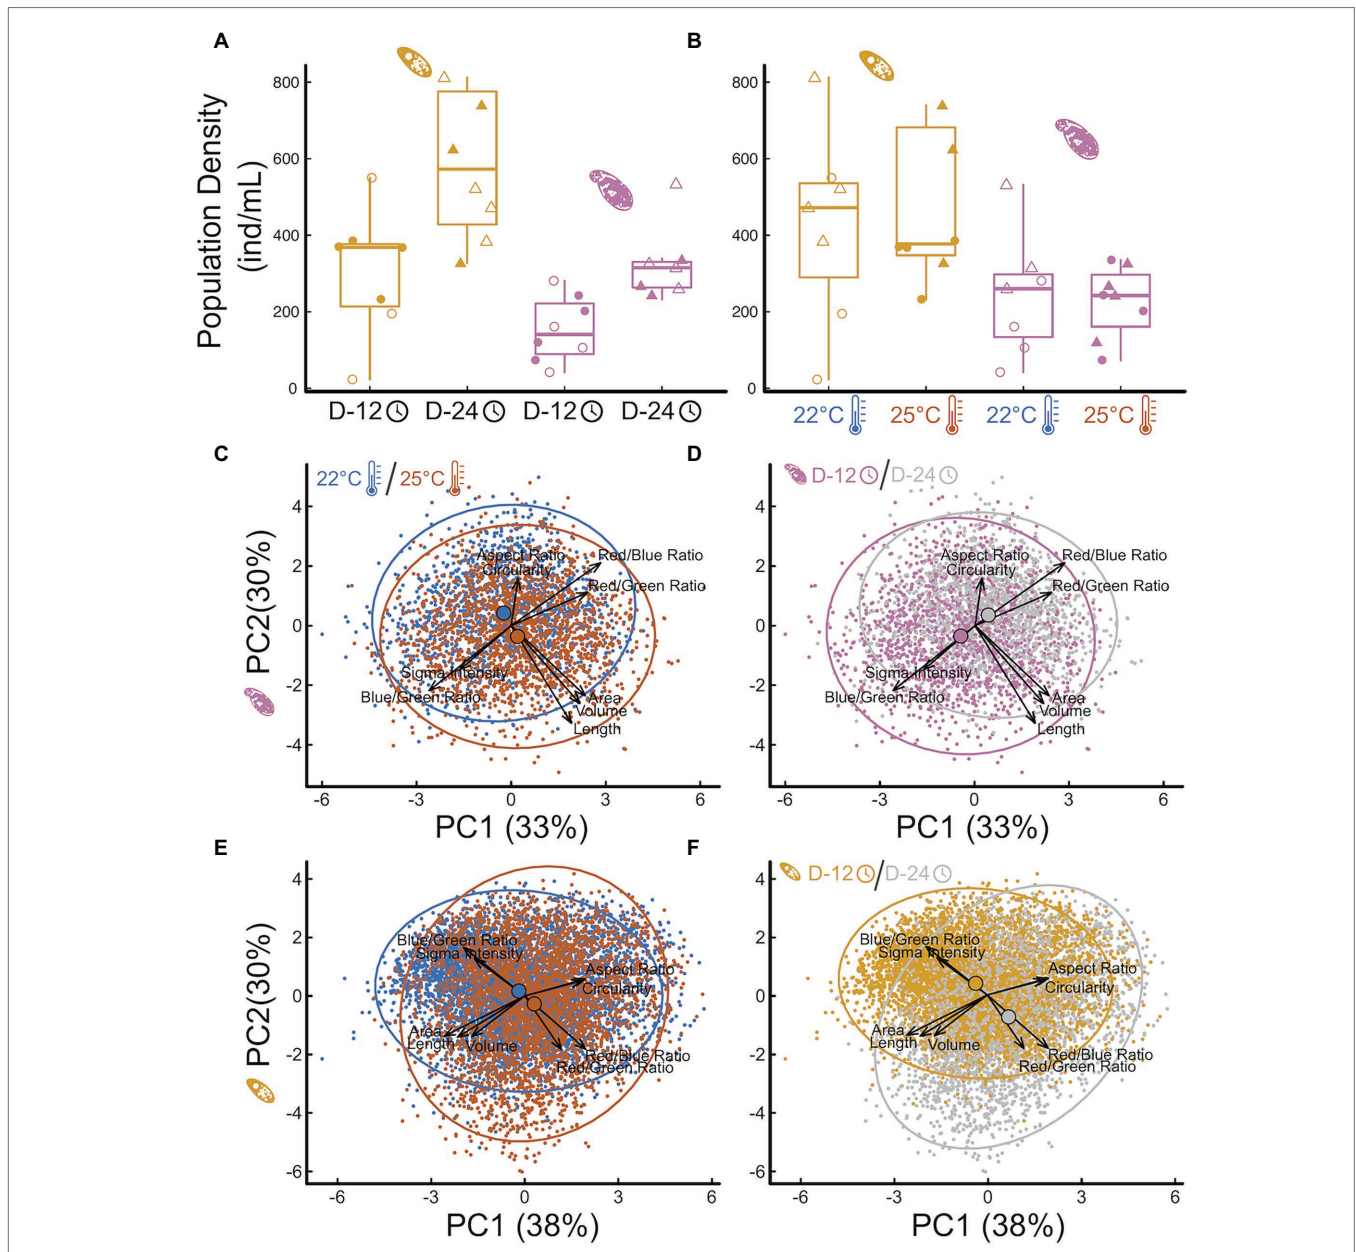 A
B
Population Density
(ind/mL)
800
600
400
200
0
D-12 D-24 D-12 D-24
800
600
400
200
0
22°C 25°C 22°C 25°C
C
D
22°C / 25°C
PC2(30%)
4
2
0
-2
-4
Aspect Ratio
Circularity
Red/Blue Ratio
Red/Green Ratio
Sigma Intensity
Blue/Green Ratio
Area
Volume
Length
-6 -3 0 3 6
PC1 (33%)
D-12 / D-24
4
2
0
-2
-4
Aspect Ratio
Circularity
Red/Blue Ratio
Red/Green Ratio
Sigma Intensity
Blue/Green Ratio
Area
Volume
Length
-6 -3 0 3 6
PC1 (33%)
E
F
PC2(30%)
4
2
0
-2
-4
-6
Blue/Green Ratio
Sigma Intensity
Aspect Ratio
Circularity
Area
Length
Volume
Red/Blue Ratio
Red/Green Ratio
-6 -3 0 3 6
PC1 (38%)
D-12 / D-24
4
2
0
-2
-4
-6
Blue/Green Ratio
Sigma Intensity
Aspect Ratio
Circularity
Area
Length
Volume
Red/Blue Ratio
Red/Green Ratio
-6 -3 0 3 6
PC1 (38%)